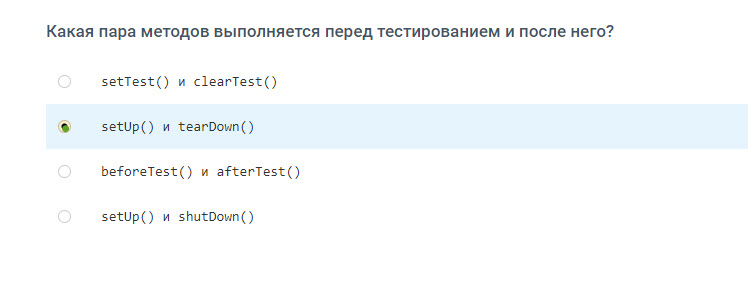 Какая пара методов выполняется перед тестированием и после него?
setTest() и clearTest()
setUp() и tearDown()
beforeTest() и afterTest()
setUp() и shutDown()